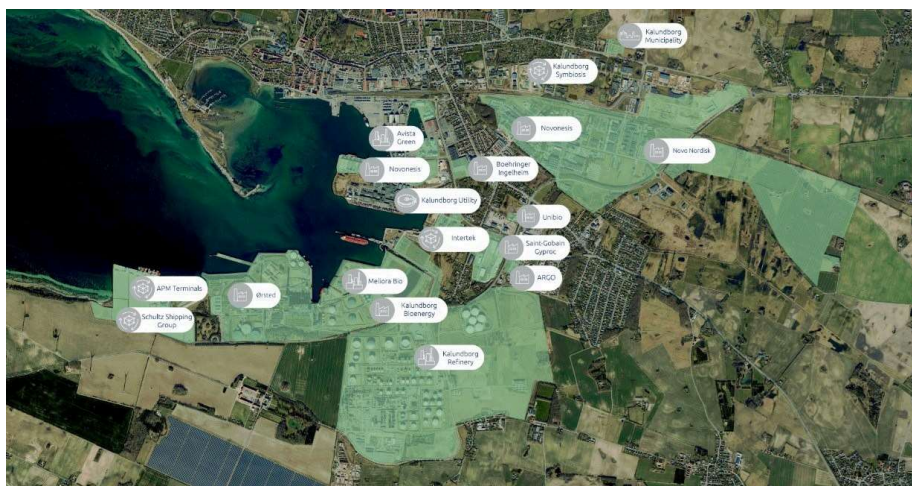 Kalundborg
Municipality
Kalundborg
Symbiosis
Avista
Green
Novonesis
Novo Nordisk
Novonesis
Boehringer
Ingelheim
Kalundborg Utility
Unibio
Intertek
Saint-Gobain
Gyproc
APM Terminals
Ørsted
Meliora Bio
ARGO
Schultz Shipping
Group
Kalundborg
Bioenergy
Kalundborg
Refinery